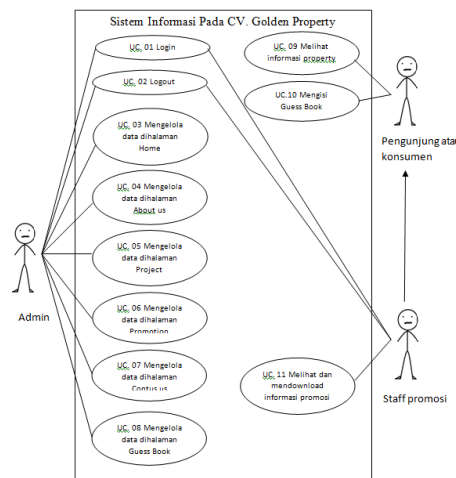 Sistem Informasi Pada CV. Golden Property
UC. 01 Login
UC. 02 Logout
UC. 03 Mengelola
data dihalaman
Home
UC. 04 Mengelola
data dihalaman
About us
UC. 05 Mengelola
data dihalaman
Project
UC. 06 Mengelola
data dihalaman
Promotion
UC. 07 Mengelola
data dihalaman
Contus us
UC. 08 Mengelola
data dihalaman
Guess Book
UC. 09 Melihat
informasi property
UC.10 Mengisi
Guess Book
UC. 11 Melihat dan
mendownload
informasi promosi
Admin
Pengunjung atau
konsumen
Staff promosi